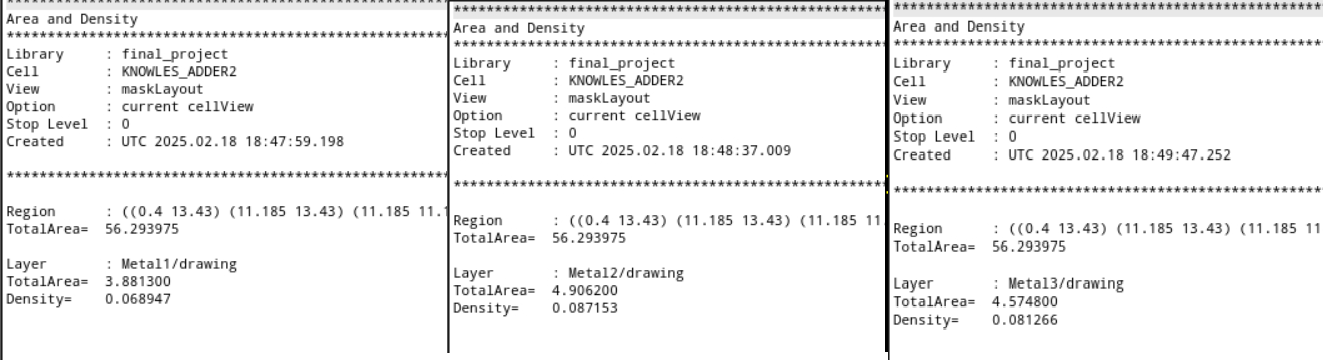 ****************************************************
Area and Density
****************************************************
Library : final_project
Cell : KNOWLES_ADDER2
View : maskLayout
Option : current cellView
Stop Level : 0
Created : UTC 2025.02.18 18:47:59.198
****************************************************
Region : ((0.4 13.43) (11.185 13.43) (11.185 11.1
TotalArea= 56.293975
Layer : Metal1/drawing
TotalArea= 3.881300
Density= 0.068947
****************************************************
Area and Density
****************************************************
Library : final_project
Cell : KNOWLES_ADDER2
View : maskLayout
Option : current cellView
Stop Level : 0
Created : UTC 2025.02.18 18:48:37.009
****************************************************
Region : ((0.4 13.43) (11.185 13.43) (11.185 11.
TotalArea= 56.293975
Layer : Metal2/drawing
TotalArea= 4.906200
Density= 0.087153
****************************************************
Area and Density
****************************************************
Library : final_project
Cell : KNOWLES_ADDER2
View : maskLayout
Option : current cellView
Stop Level : 0
Created : UTC 2025.02.18 18:49:47.252
****************************************************
Region : ((0.4 13.43) (11.185 13.43) (11.185 11
TotalArea= 56.293975
Layer : Metal3/drawing
TotalArea= 4.574800
Density= 0.081266